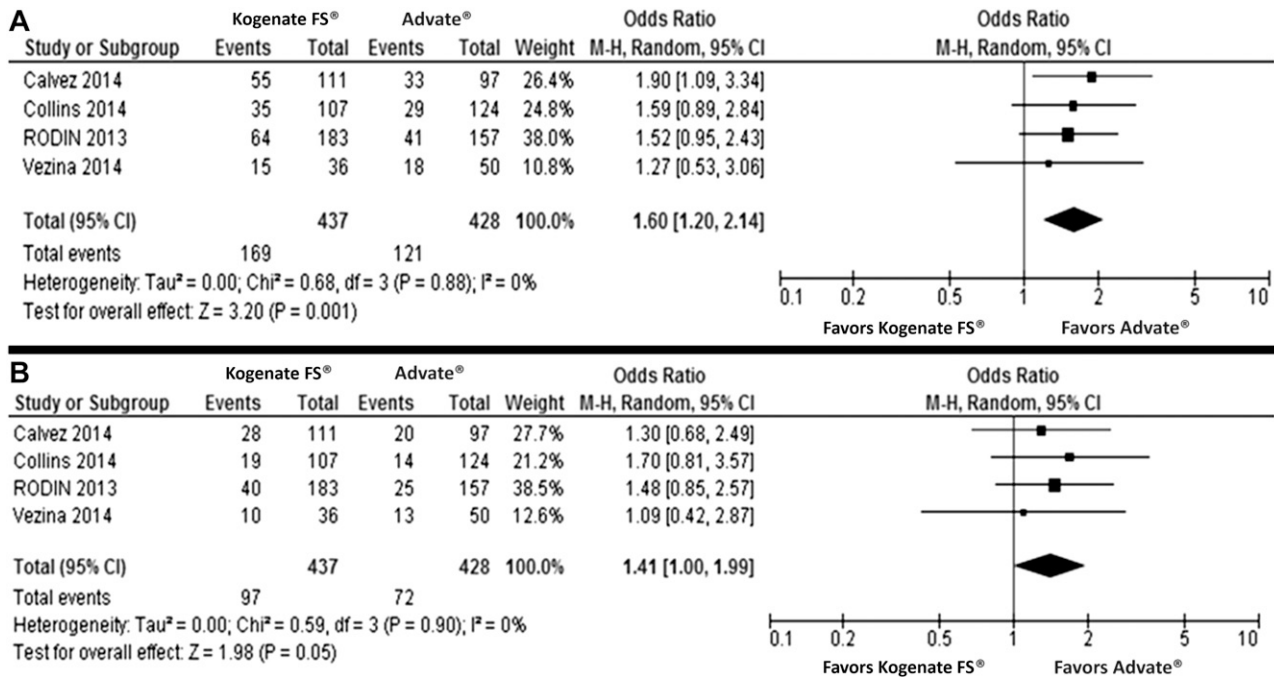 A
Kogenate FS® Advate® Odds Ratio Odds Ratio
Study or Subgroup Events Total Events Total Weight M-H, Random, 95% CI M-H, Random, 95% CI
Calvez 2014 55 111 33 97 26.4% 1.90 [1.09, 3.34]
Collins 2014 35 107 29 124 24.8% 1.59 [0.89, 2.84]
RODIN 2013 64 183 41 157 38.0% 1.52 [0.95, 2.43]
Vezina 2014 15 36 18 50 10.8% 1.27 [0.53, 3.06]
Total (95% CI) 437 428 100.0% 1.60 [1.20, 2.14]
Total events 169 121
Heterogeneity: Tau² = 0.00; Chi² = 0.68, df = 3 (P = 0.88); I² = 0%
Test for overall effect: Z = 3.20 (P = 0.001)
0.1 0.2 0.5 1 2 5 10
Favors Kogenate FS® Favors Advate®
B
Kogenate FS® Advate® Odds Ratio Odds Ratio
Study or Subgroup Events Total Events Total Weight M-H, Random, 95% CI M-H, Random, 95% CI
Calvez 2014 28 111 20 97 27.7% 1.30 [0.68, 2.49]
Collins 2014 19 107 14 124 21.2% 1.70 [0.81, 3.57]
RODIN 2013 40 183 25 157 38.5% 1.48 [0.85, 2.57]
Vezina 2014 10 36 13 50 12.6% 1.09 [0.42, 2.87]
Total (95% CI) 437 428 100.0% 1.41 [1.00, 1.99]
Total events 97 72
Heterogeneity: Tau² = 0.00; Chi² = 0.59, df = 3 (P = 0.90); I² = 0%
Test for overall effect: Z = 1.98 (P = 0.05)
0.1 0.2 0.5 1 2 5 10
Favors Kogenate FS® Favors Advate®